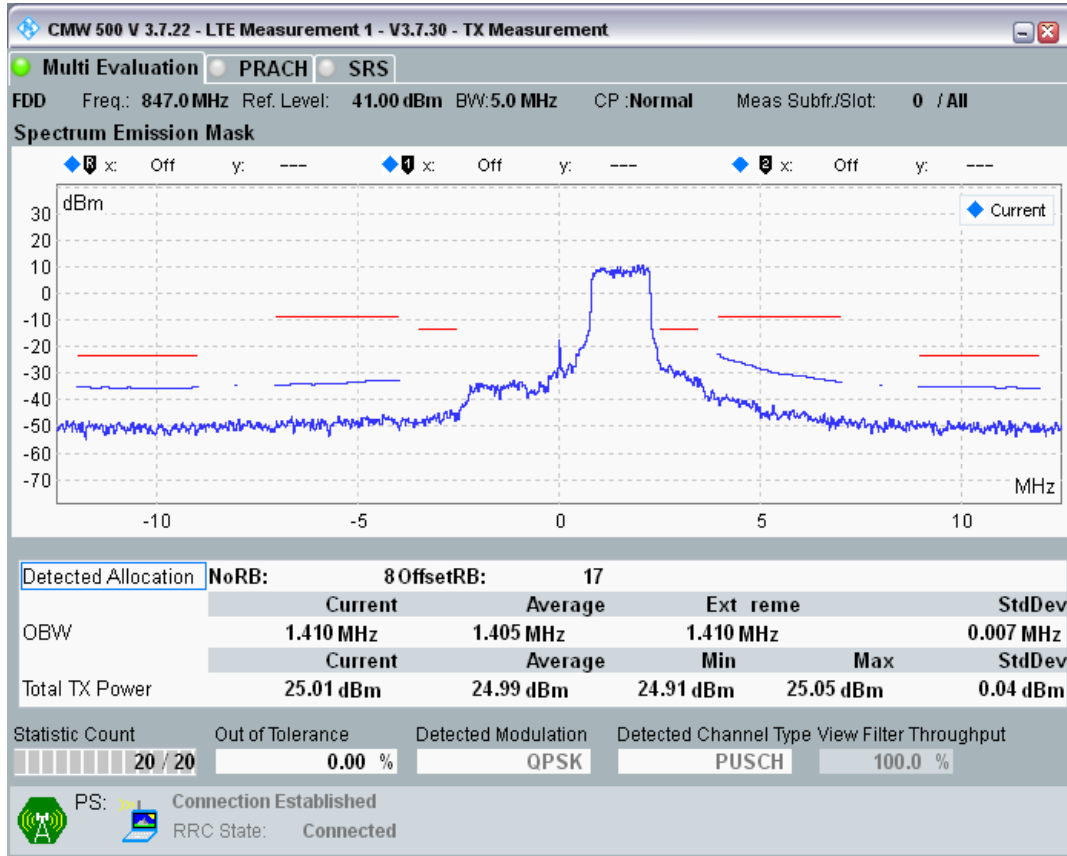 CMW 500 V 3.7.22 - LTE Measurement 1 - V3.7.30 - TX Measurement
Multi Evaluation PRACH SRS
FDD Freq.: 847.0 MHz Ref. Level: 41.00 dBm BW: 5.0 MHz CP : Normal Meas Subfr./Slot: 0 / All
Spectrum Emission Mask
R x: Off y: --- 1 x: Off y: --- 2 x: Off y: ---
dBm
Current
30
20
10
0
-10
-20
-30
-40
-50
-60
-70
MHz
-10 -5 0 5 10
Detected Allocation NoRB: 8 OffsetRB: 17
Current Average Ext reme StdDev
OBW 1.410 MHz 1.405 MHz 1.410 MHz 0.007 MHz
Current Average Min Max StdDev
Total TX Power 25.01 dBm 24.99 dBm 24.91 dBm 25.05 dBm 0.04 dBm
Statistic Count Out of Tolerance Detected Modulation Detected Channel Type View Filter Throughput
20 / 20 0.00 % QPSK PUSCH 100.0 %
PS: Connection Established
RRC State: Connected